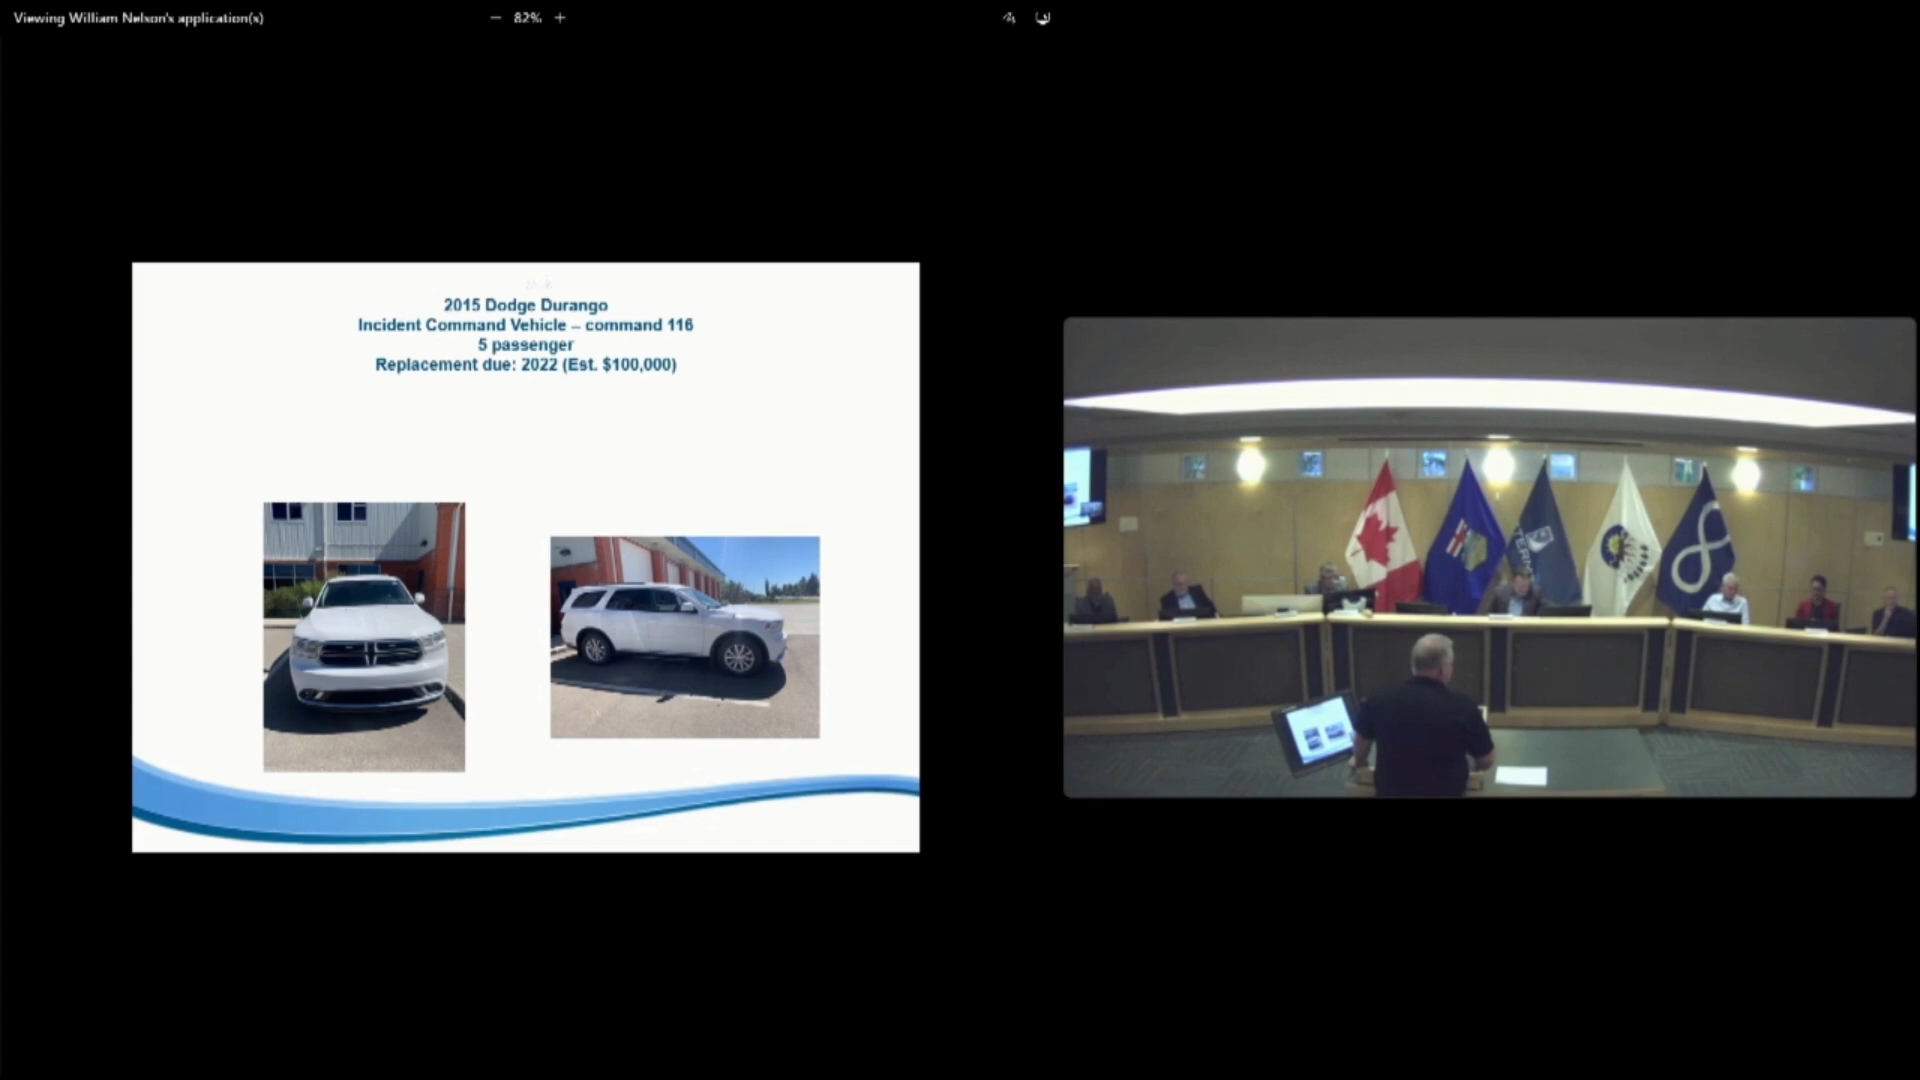 Viewing William Nelson's application(s)
− 82% +
2015 Dodge Durango
Incident Command Vehicle – command 116
5 passenger
Replacement due: 2022 (Est. $100,000)